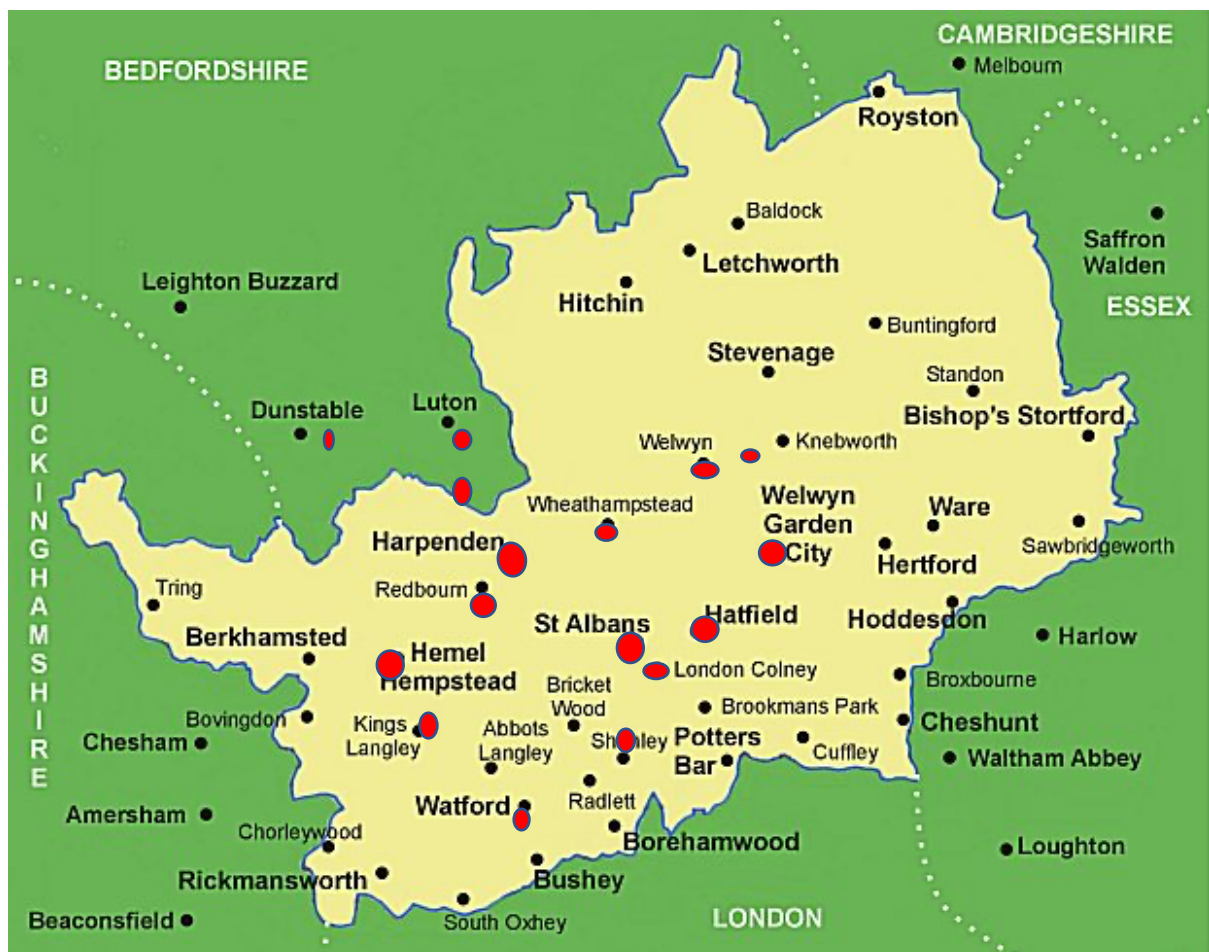 CAMBRIDGESHIRE
Melbourn
BEDFORDSHIRE
Royston
Baldock
Saffron
Walden
Letchworth
Leighton Buzzard
Hitchin
ESSEX
Buntingford
Stevenage
Standon
BUCKINGHAMSHIRE
Dunstable
Luton
Bishop's Stortford
Welwyn
Knebworth
Wheathampstead
Welwyn
Garden
City
Ware
Harpenden
Sawbridgeworth
Hertford
Tring
Redbourn
St Albans
Hatfield
Hoddesdon
Berkhamsted
Harlow
Hemel
Hempstead
London Colney
Broxbourne
Bricket
Wood
Brookmans Park
Bovingdon
Kings
Langley
Abbots
Langley
Cheshunt
Chesham
Shenley
Potters
Bar
Cuffley
Waltham Abbey
Watford
Radlett
Amersham
Chorleywood
Borehamwood
Loughton
Rickmansworth
Bushey
Beaconsfield
South Oxhey
LONDON